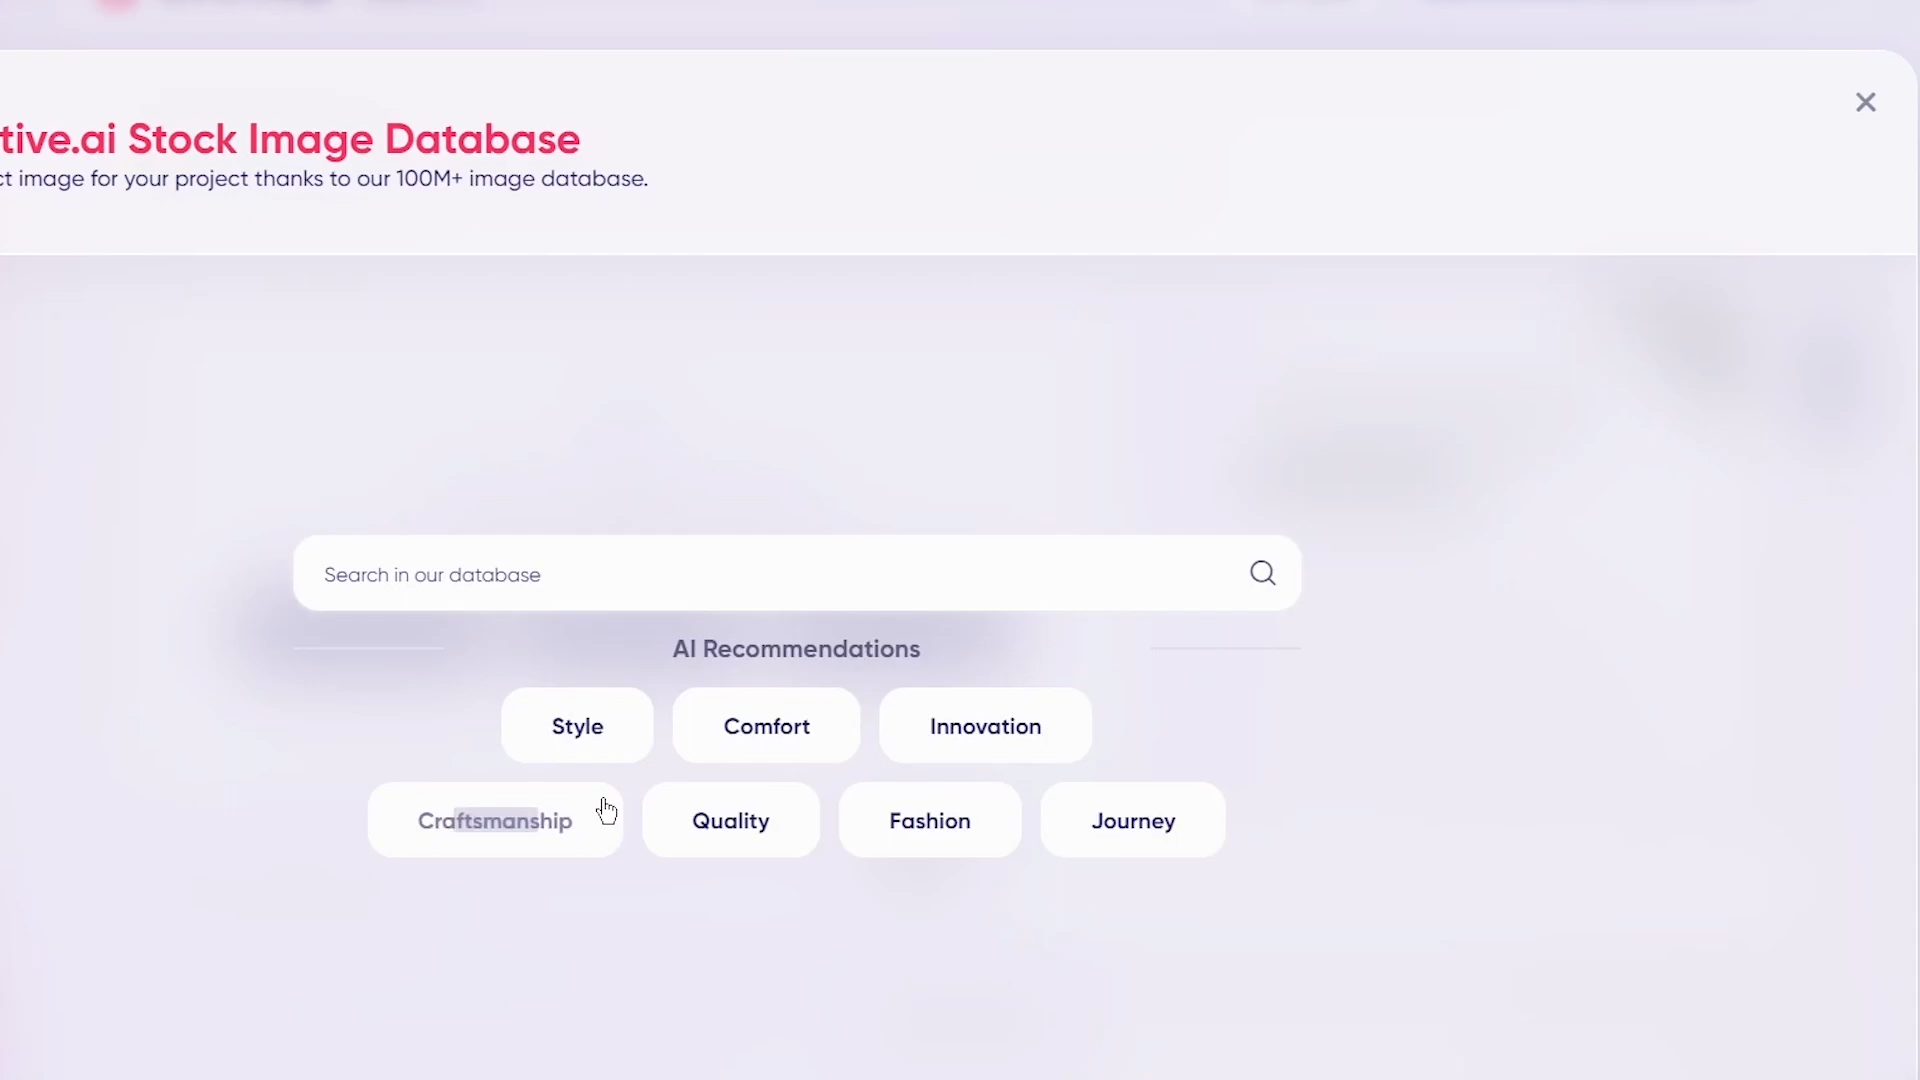 tive.ai Stock Image Database
ct image for your project thanks to our 100M+ image database.
Search in our database
AI Recommendations
Style Comfort Innovation
Craftsmanship Quality Fashion Journey